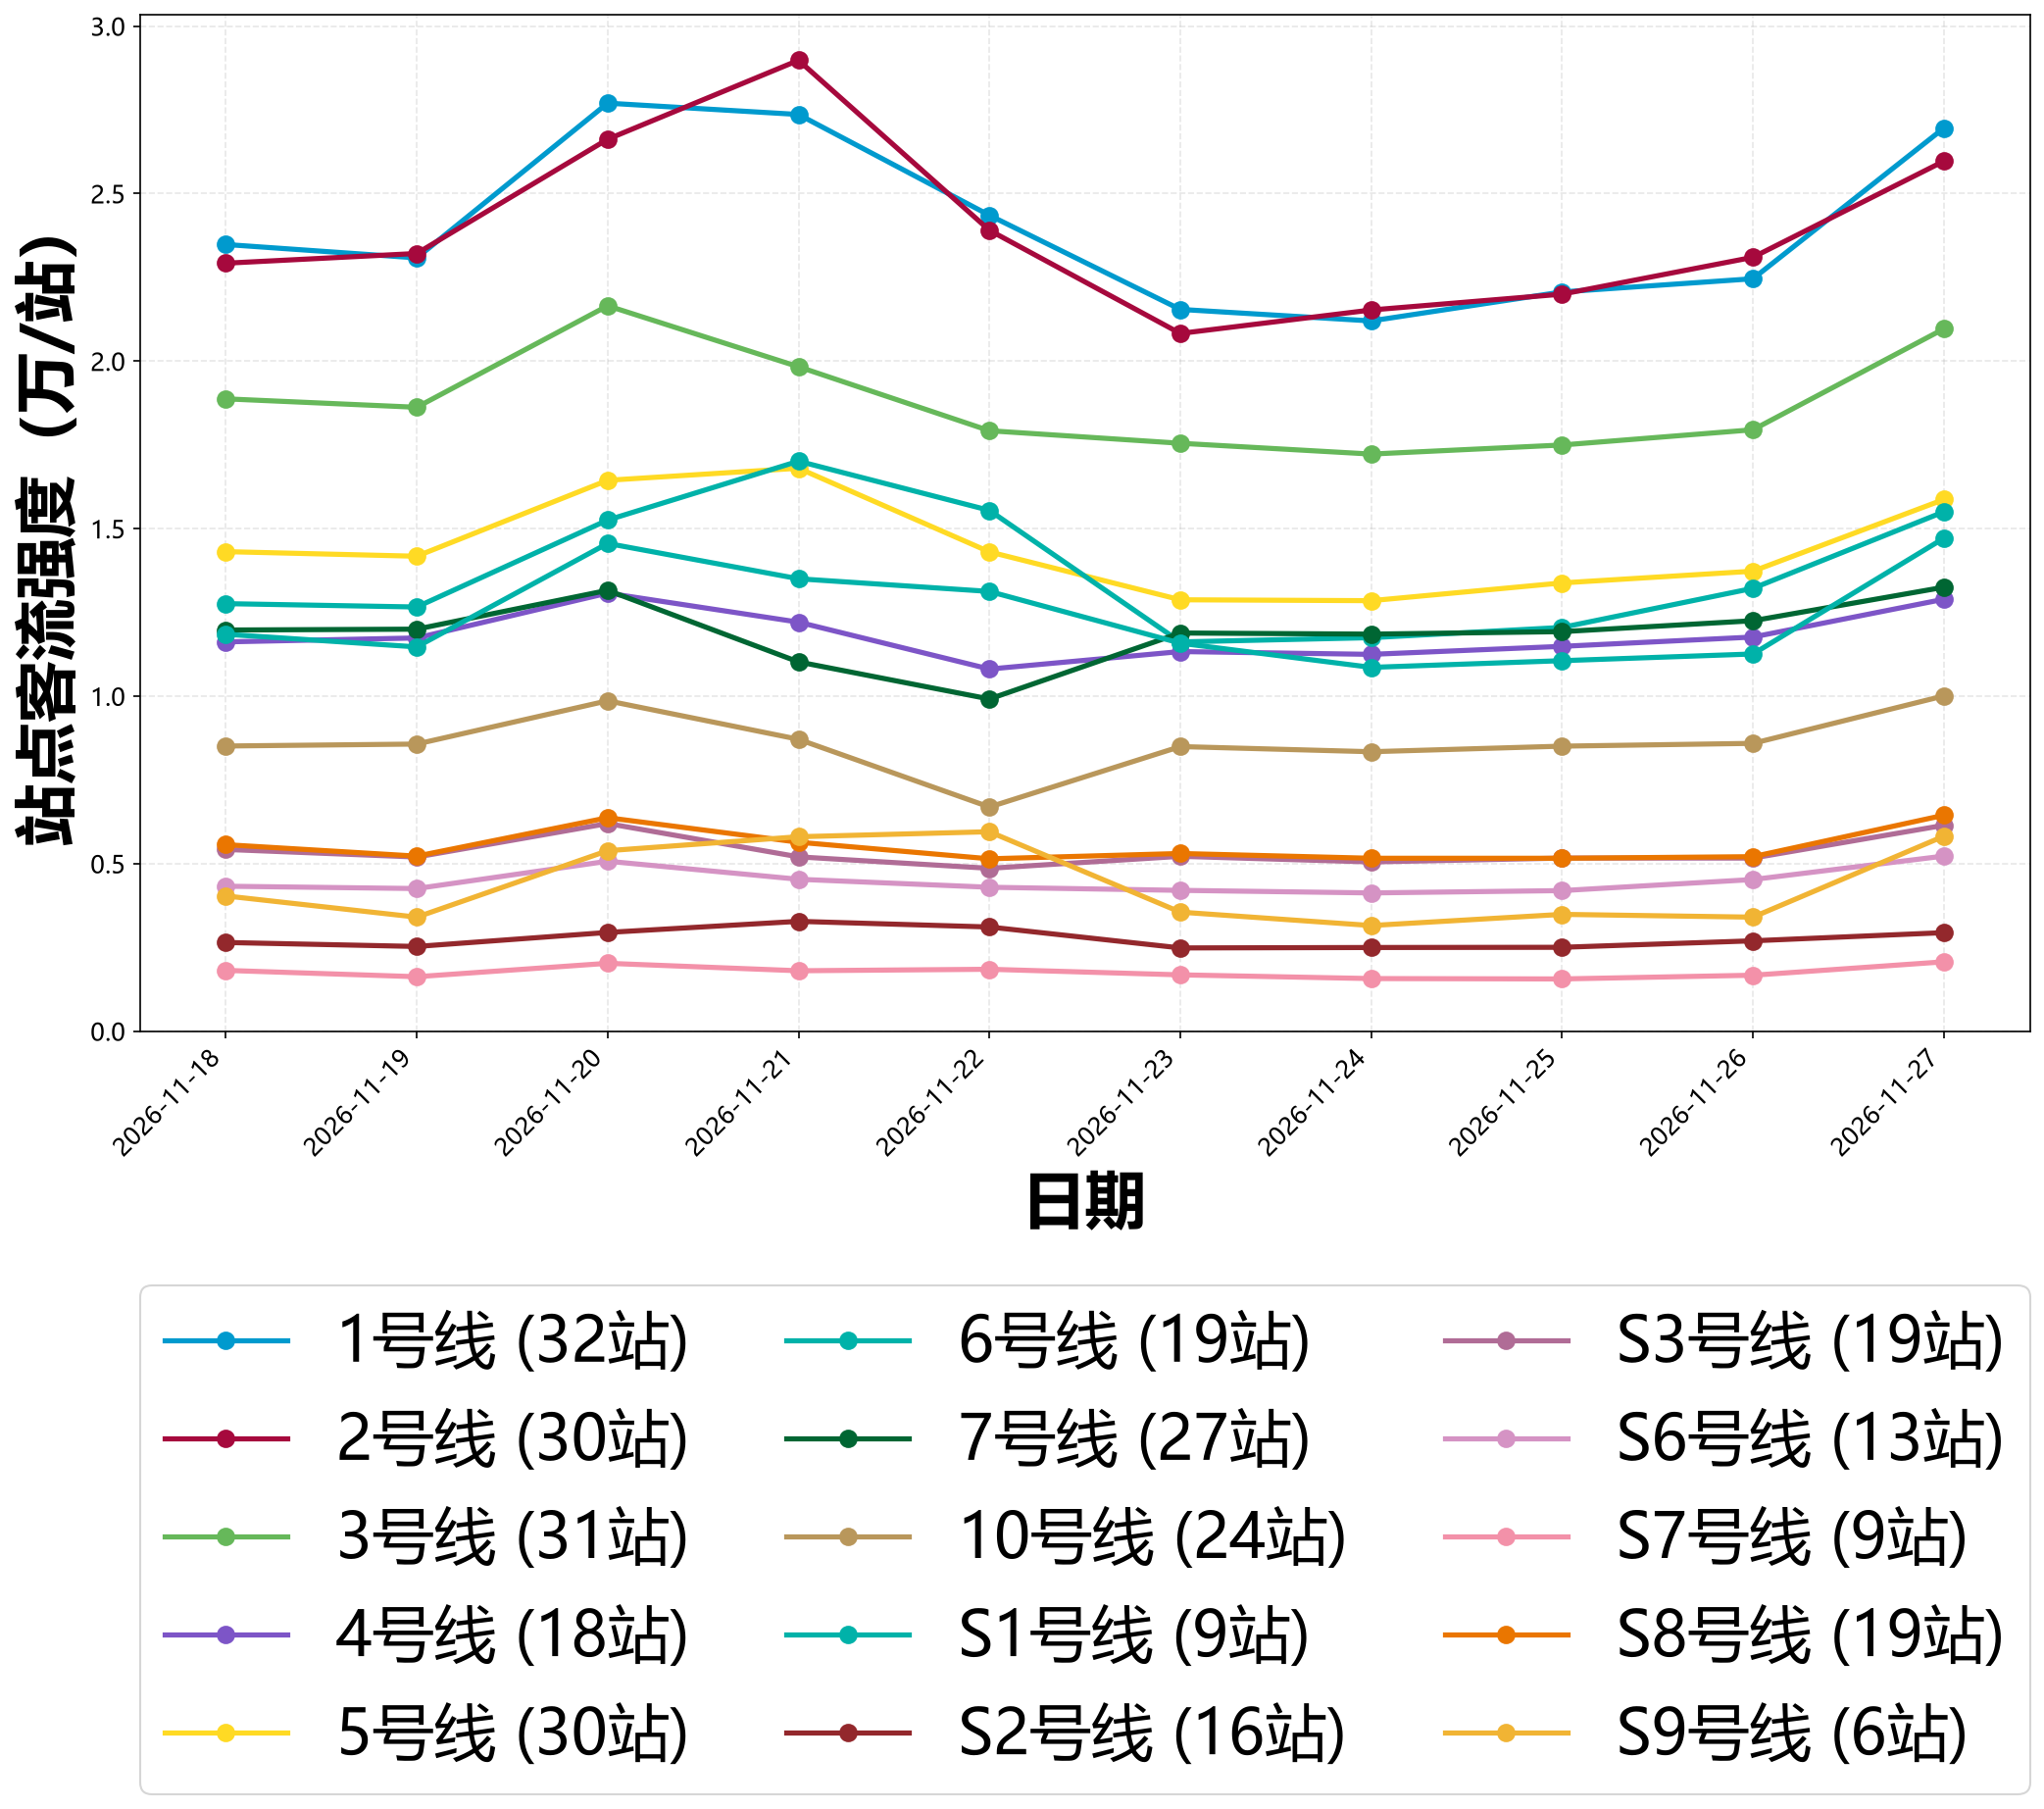 站点客流强度（万/站）
3.0
2.5
2.0
1.5
1.0
0.5
0.0
2026-11-18
2026-11-19
2026-11-20
2026-11-21
2026-11-22
2026-11-23
2026-11-24
2026-11-25
2026-11-26
2026-11-27
日期
1号线 (32站)
2号线 (30站)
3号线 (31站)
4号线 (18站)
5号线 (30站)
6号线 (19站)
7号线 (27站)
10号线 (24站)
S1号线 (9站)
S2号线 (16站)
S3号线 (19站)
S6号线 (13站)
S7号线 (9站)
S8号线 (19站)
S9号线 (6站)